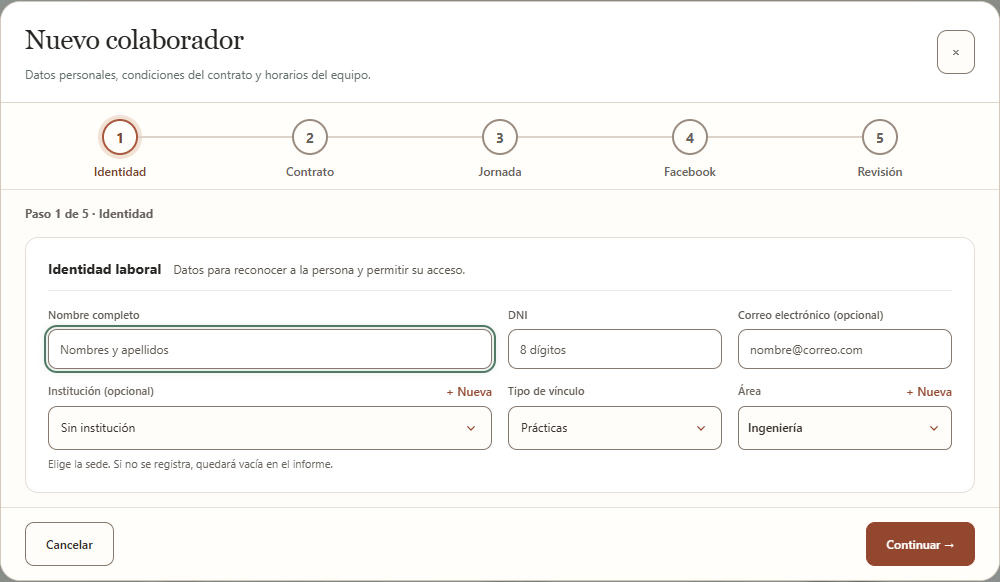 Nuevo colaborador
Datos personales, condiciones del contrato y horarios del equipo.
×
1 2 3 4 5
Identidad Contrato Jornada Facebook Revisión
Paso 1 de 5 · Identidad
Identidad laboral Datos para reconocer a la persona y permitir su acceso.
Nombre completo DNI Correo electrónico (opcional)
Nombres y apellidos 8 dígitos nombre@correo.com
Institución (opcional) + Nueva Tipo de vínculo Área + Nueva
Sin institución Prácticas Ingeniería
Elige la sede. Si no se registra, quedará vacía en el informe.
Cancelar Continuar →